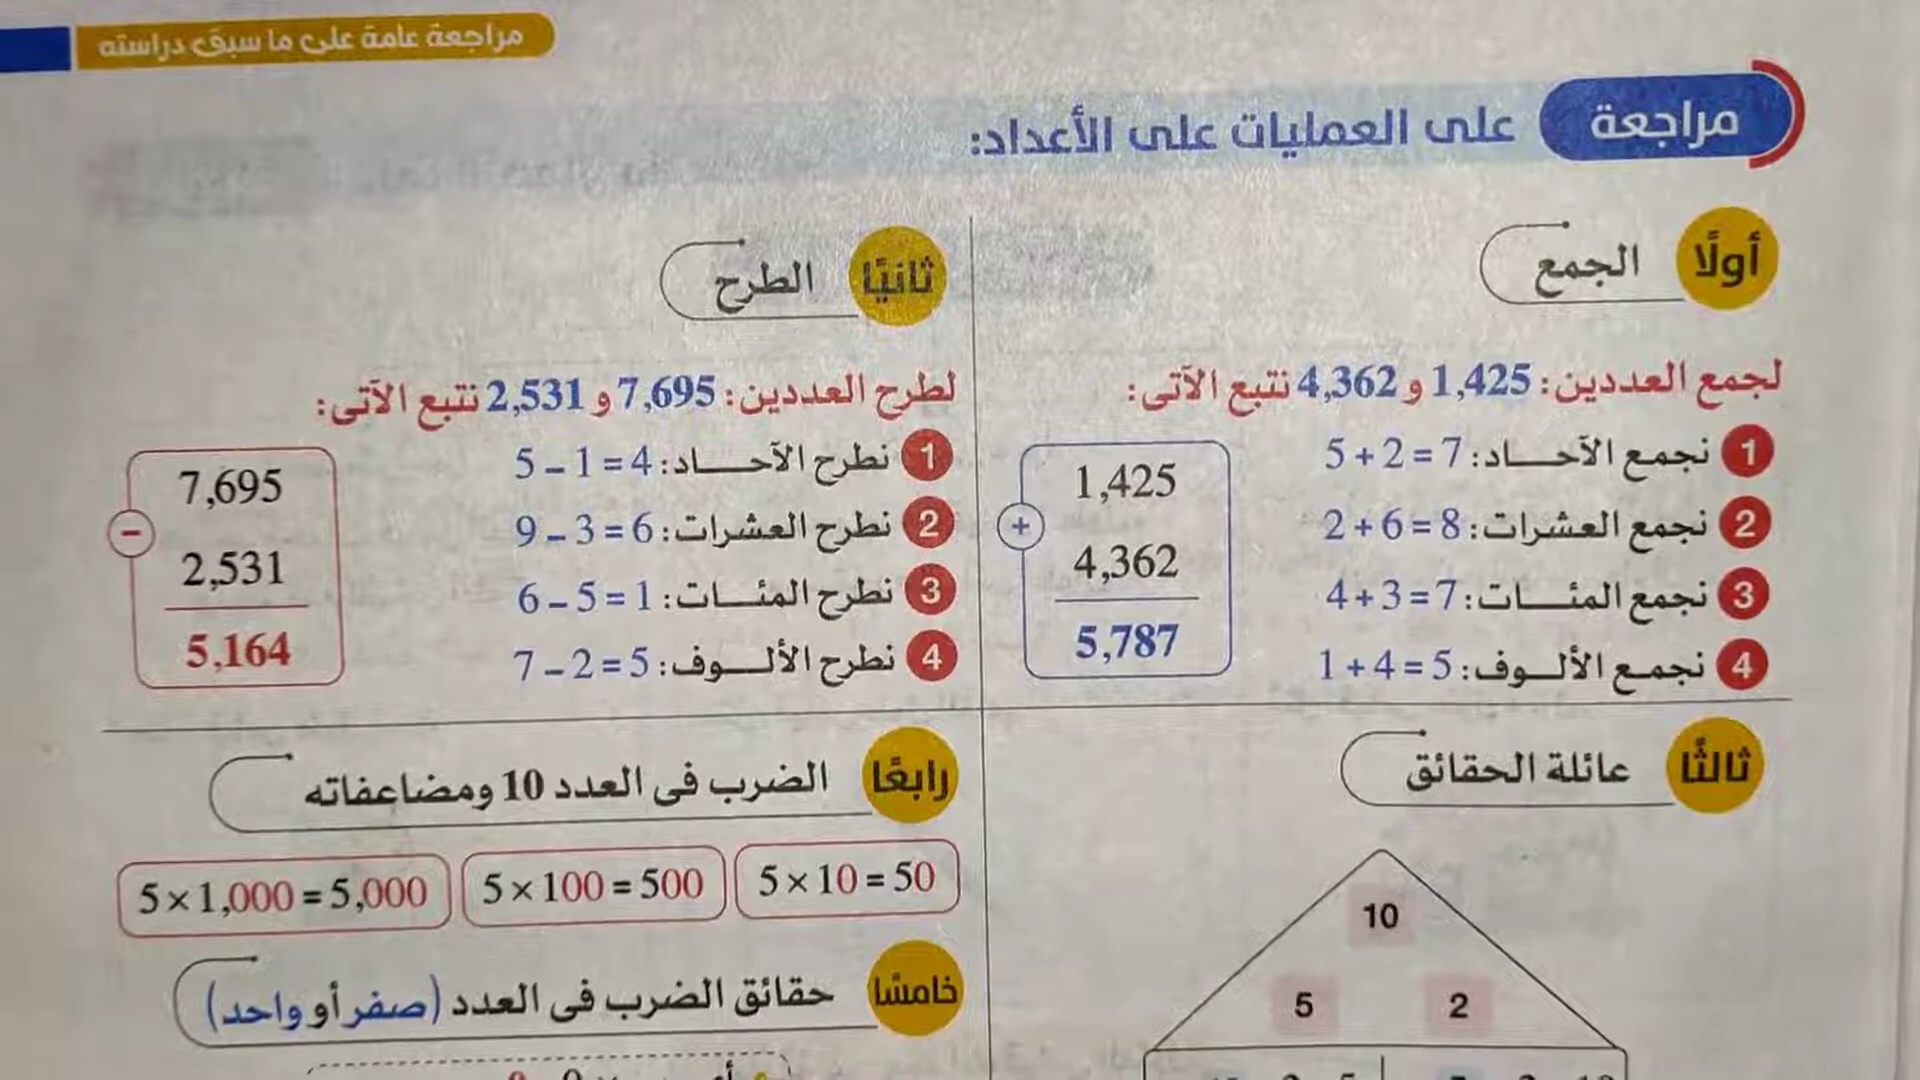 مراجعة عامة على ما سبق دراسته
مراجعة على العمليات على الأعداد:
أولًا الجمع
لجمع العددين: 1,425 و 4,362 نتبع الآتى:
1 نجمع الآحاد: 5 + 2 = 7
2 نجمع العشرات: 2 + 6 = 8
3 نجمع المئات: 4 + 3 = 7
4 نجمع الألوف: 1 + 4 = 5
1,425
+
4,362
5,787
ثانيًا الطرح
لطرح العددين: 7,695 و 2,531 نتبع الآتى:
1 نطرح الآحاد: 5 – 1 = 4
2 نطرح العشرات: 9 – 3 = 6
3 نطرح المئات: 6 – 5 = 1
4 نطرح الألوف: 7 – 2 = 5
7,695
–
2,531
5,164
ثالثًا عائلة الحقائق
10
5 2
رابعًا الضرب فى العدد 10 ومضاعفاته
5 × 10 = 50
5 × 100 = 500
5 × 1,000 = 5,000
خامسًا حقائق الضرب فى العدد (صفر أو واحد)